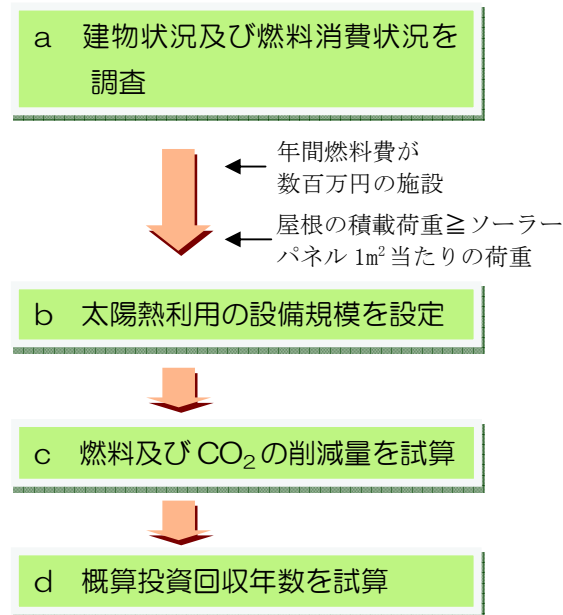 a 建物状況及び燃料消費状況を
調査
年間燃料費が
数百万円の施設
屋根の積載荷重≧ソーラー
パネル 1m²当たりの荷重
b 太陽熱利用の設備規模を設定
c 燃料及び CO₂の削減量を試算
d 概算投資回収年数を試算